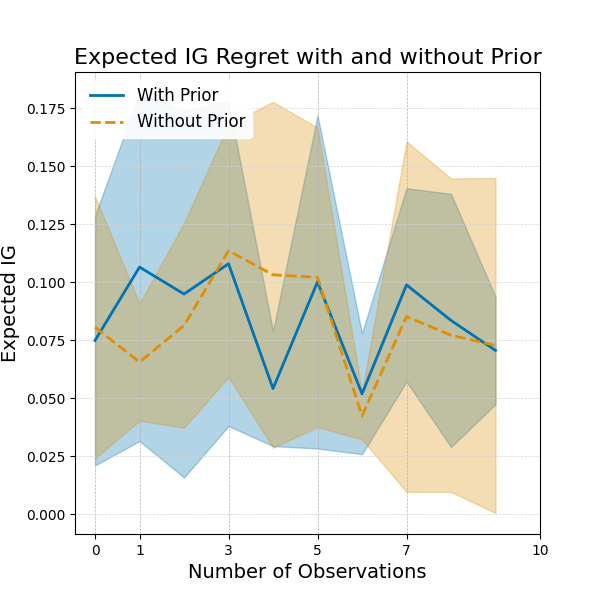 Expected IG Regret with and without Prior
With Prior
Without Prior
Expected IG
0.175
0.150
0.125
0.100
0.075
0.050
0.025
0.000
0 1 3 5 7 10
Number of Observations